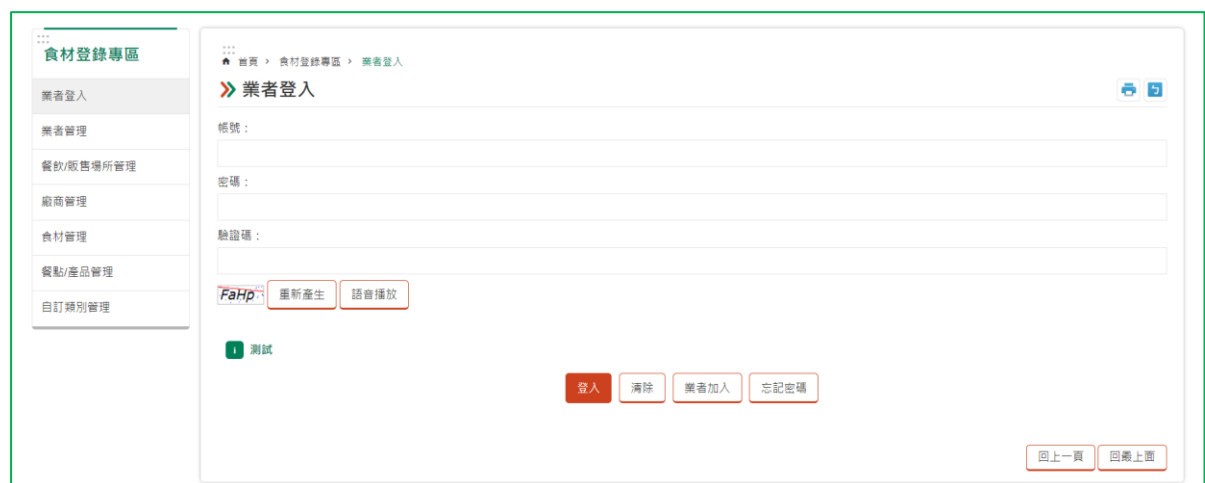 食材登錄專區
業者登入
業者管理
餐飲/販售場所管理
廠商管理
食材管理
餐點/產品管理
自訂類別管理
首頁 › 食材登錄專區 › 業者登入
業者登入
帳號：
密碼：
驗證碼：
FaHp 重新產生 語音播放
i 測試
登入 清除 業者加入 忘記密碼
回上一頁 回最上面